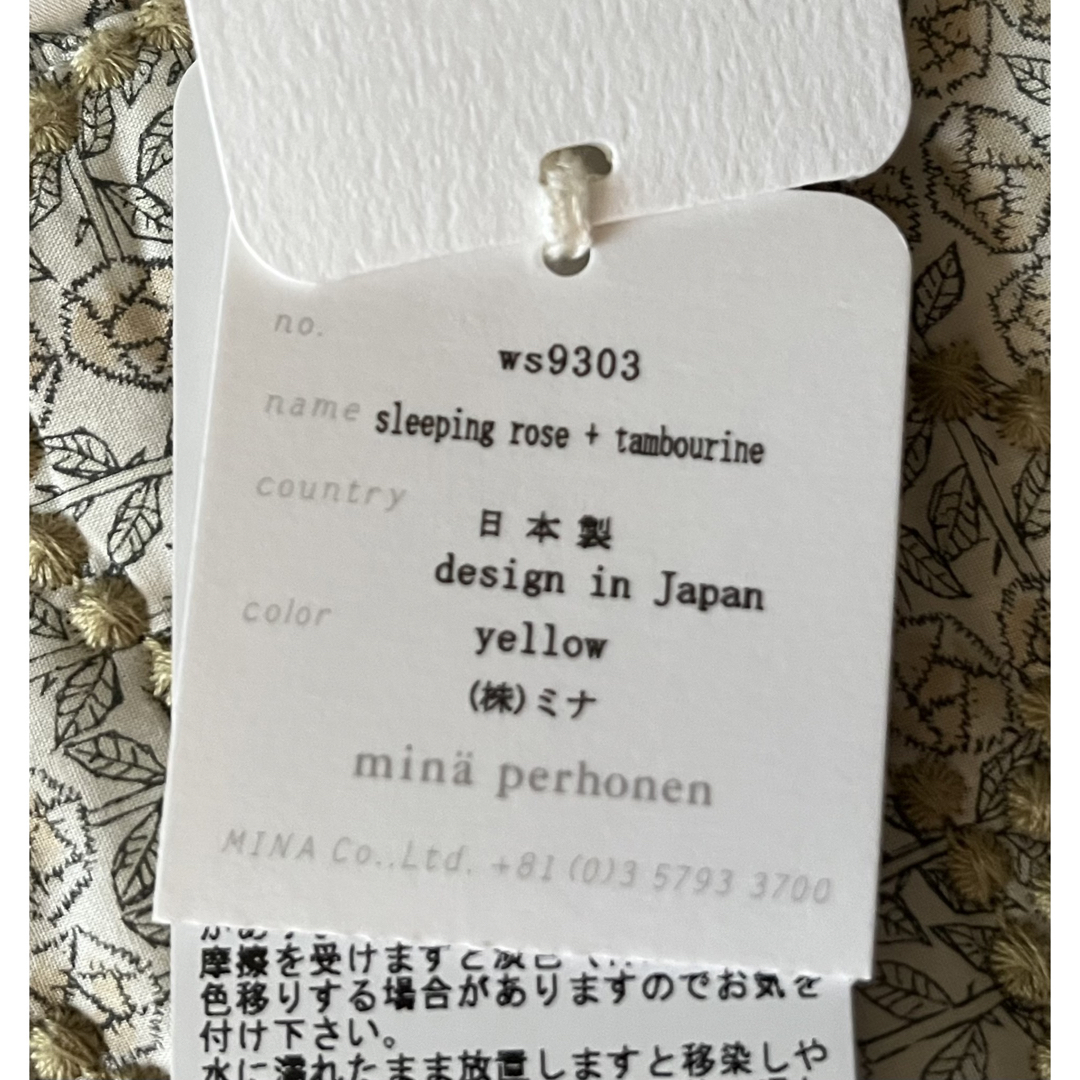 no.
ws9303
name sleeping rose + tambourine
country
日本製
design in Japan
color
yellow
(株)ミナ
minä perhonen
MINA Co.,Ltd. +81 (0)3 5793 3700
摩擦を受けますと
色移りする場合がありますのでお気を
付け下さい。
水に濡れたまま放置しますと移染しや